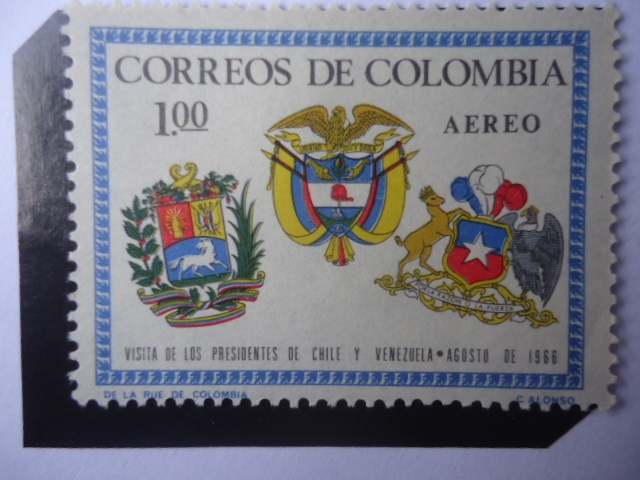 CORREOS DE COLOMBIA
1.00
AEREO
VISITA DE LOS PRESIDENTES DE CHILE Y VENEZUELA • AGOSTO DE 1966
DE LA RUE DE COLOMBIA
C. ALONSO